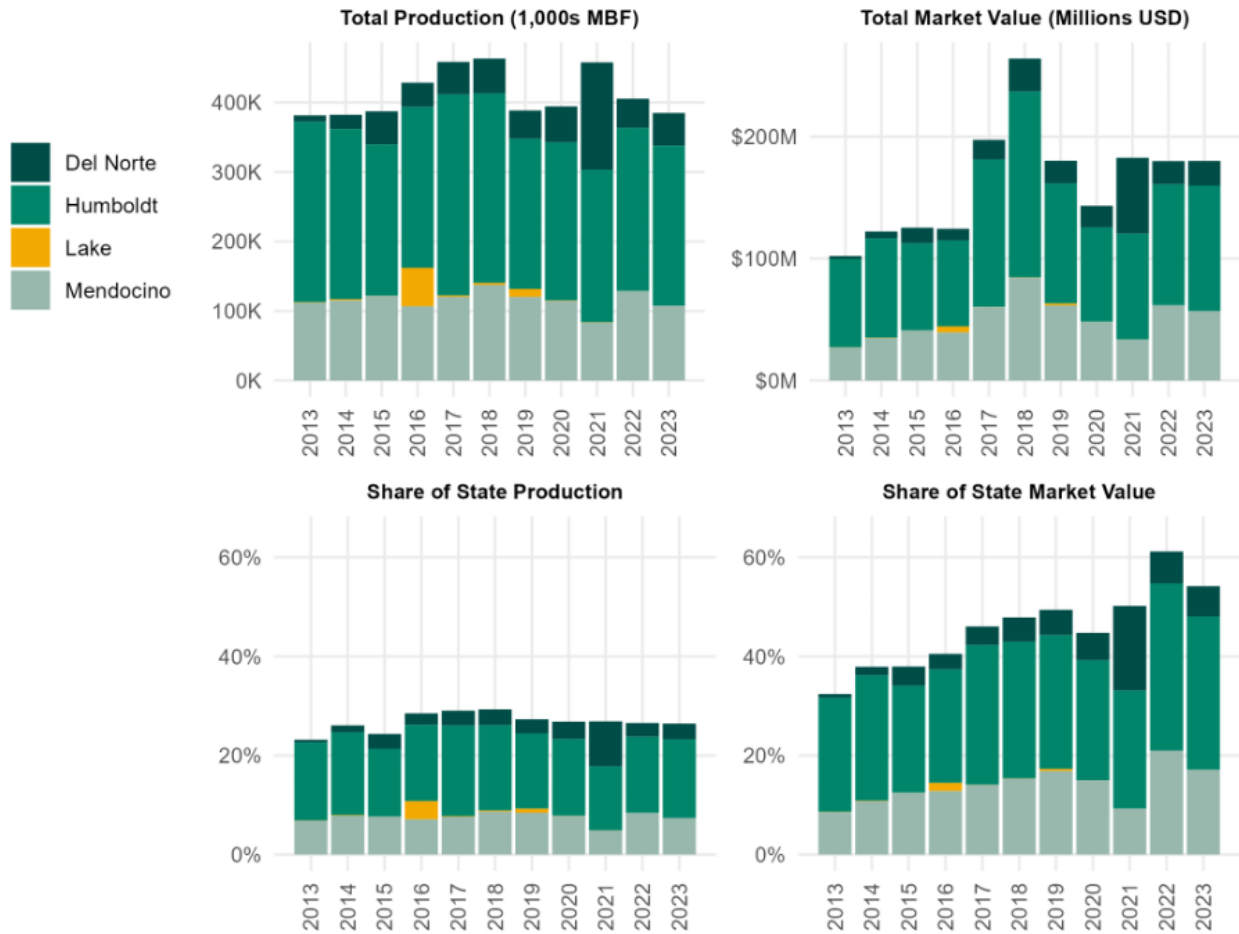 Total Production (1,000s MBF)
400K
300K
200K
100K
0K
2013 2014 2015 2016 2017 2018 2019 2020 2021 2022 2023
Total Market Value (Millions USD)
$200M
$100M
$0M
2013 2014 2015 2016 2017 2018 2019 2020 2021 2022 2023
Del Norte
Humboldt
Lake
Mendocino
Share of State Production
60%
40%
20%
0%
2013 2014 2015 2016 2017 2018 2019 2020 2021 2022 2023
Share of State Market Value
60%
40%
20%
0%
2013 2014 2015 2016 2017 2018 2019 2020 2021 2022 2023